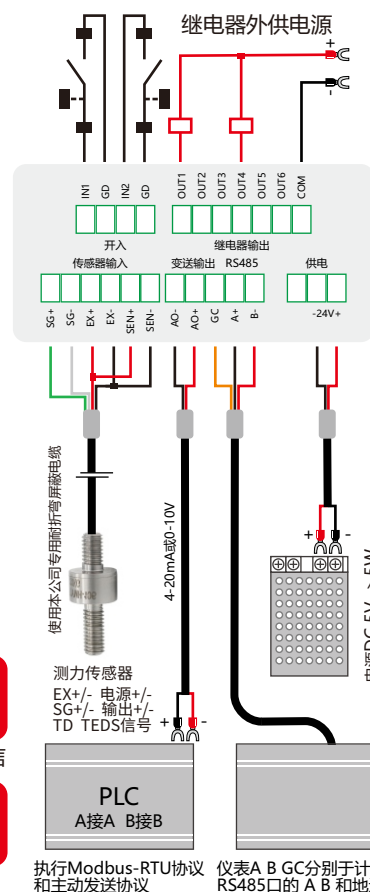 继电器外供电源
+
-
IN1 GD IN2 GD OUT1 OUT2 OUT3 OUT4 OUT5 OUT6 COM
开入 继电器输出
传感器输入 变送输出 RS485 供电
SG+ SG- EX+ EX- SEN+ SEN- AO- AO+ GC A+ B- -24V+
使用本公司专用耐折弯屏蔽电缆
4-20mA或0-10V
+ -
测力传感器
EX+/- 电源+/-
SG+/- 输出+/-
TD TEDS信号
+ -
PLC
A接A B接B
信
执行Modbus-RTU协议
和主动发送协议
仪表A B GC分别于计
RS485口的 A B 和地